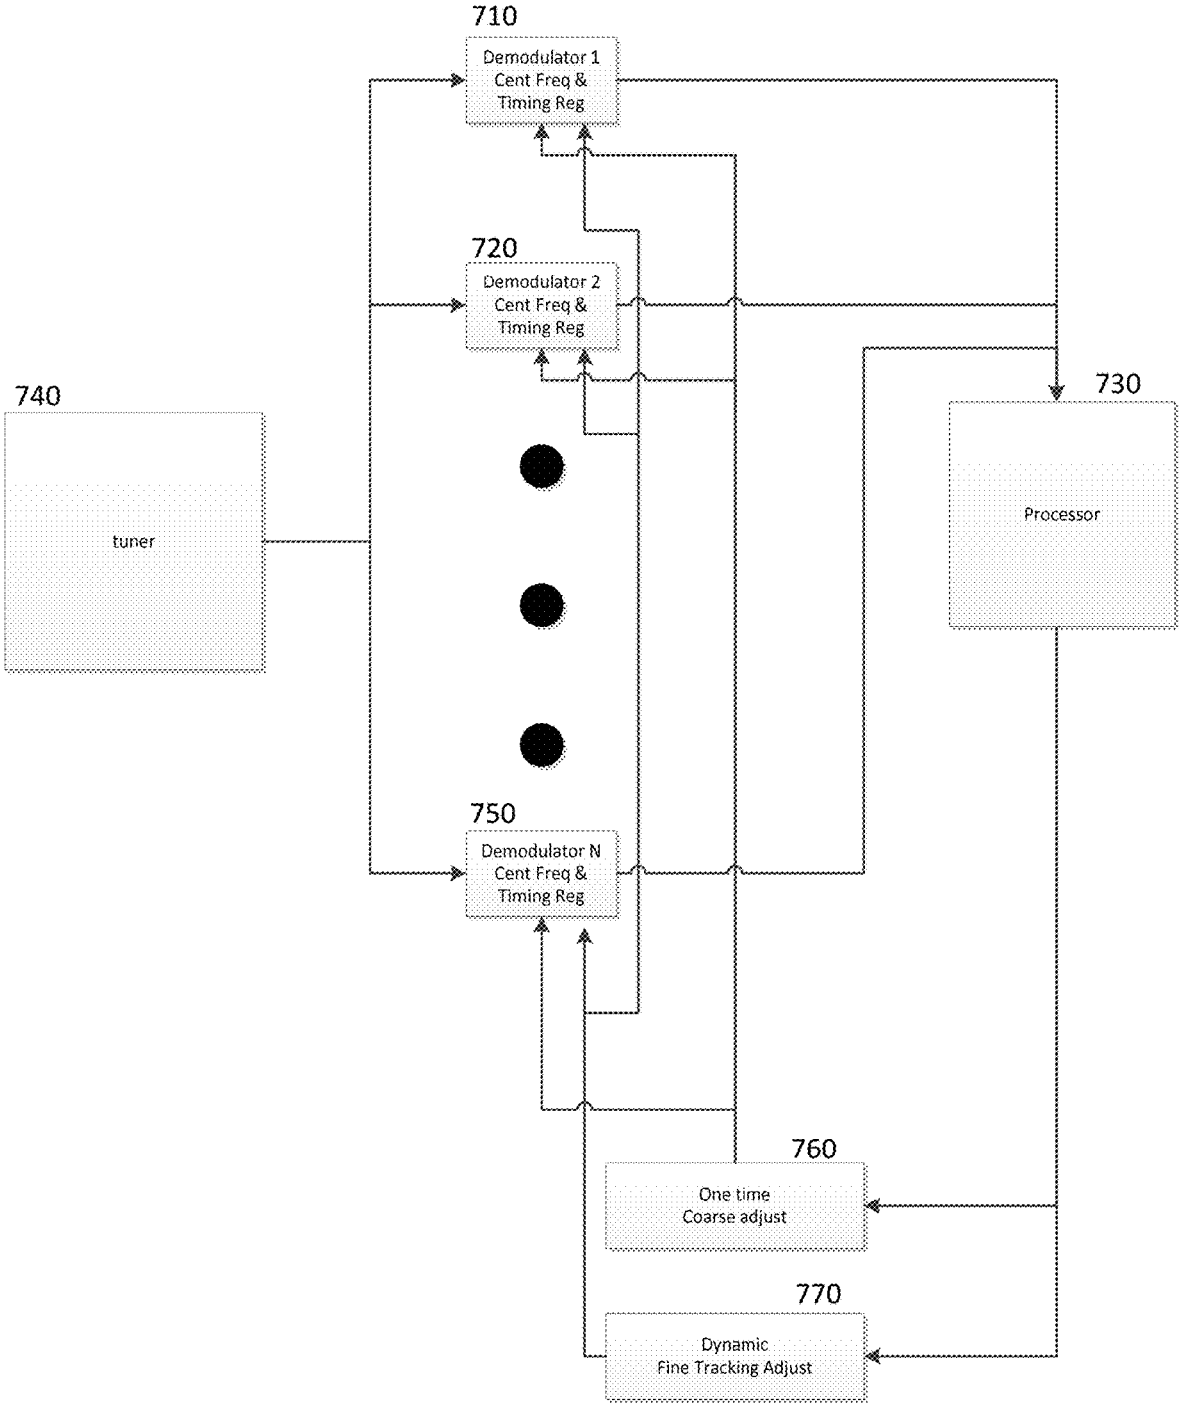 710
Demodulator 1
Cent Freq &
Timing Reg
720
Demodulator 2
Cent Freq &
Timing Reg
740
tuner
730
Processor
750
Demodulator N
Cent Freq &
Timing Reg
760
One time
Coarse adjust
770
Dynamic
Fine Tracking Adjust